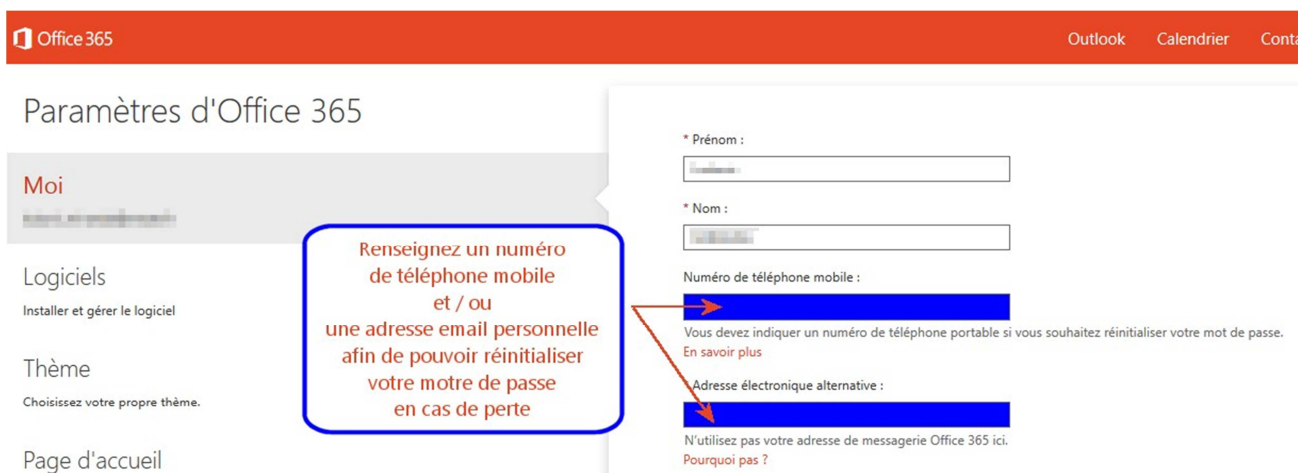 Office 365
Outlook Calendrier
Paramètres d'Office 365
Moi
Logiciels
Installer et gérer le logiciel
Thème
Choisissez votre propre thème.
Page d'accueil
Renseignez un numéro
de téléphone mobile
et / ou
une adresse email personnelle
afin de pouvoir réinitialiser
votre motre de passe
en cas de perte
* Prénom :
* Nom :
Numéro de téléphone mobile :
Vous devez indiquer un numéro de téléphone portable si vous souhaitez réinitialiser votre mot de passe.
En savoir plus
Adresse électronique alternative :
N'utilisez pas votre adresse de messagerie Office 365 ici.
Pourquoi pas ?